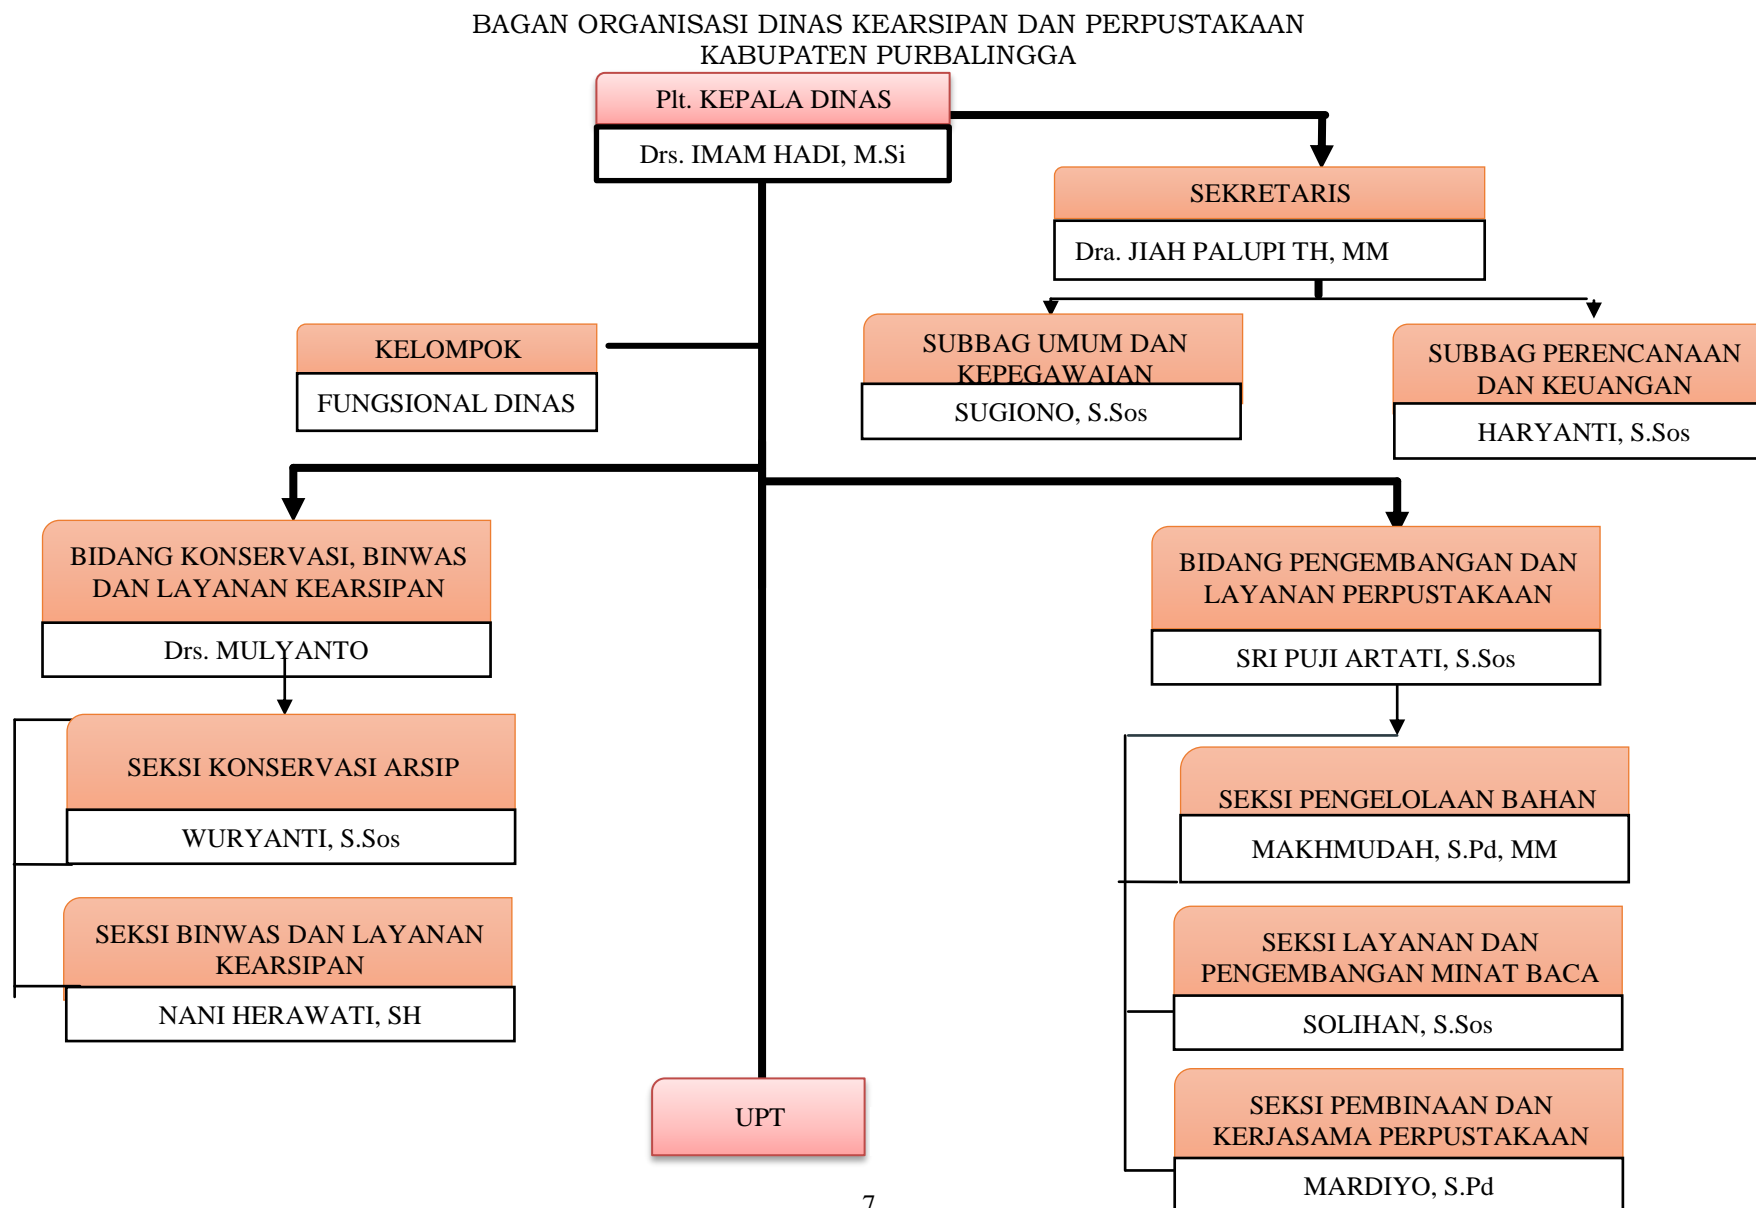 BAGAN ORGANISASI DINAS KEARSIPAN DAN PERPUSTAKAAN
KABUPATEN PURBALINGGA
Plt. KEPALA DINAS
Drs. IMAM HADI, M.Si
SEKRETARIS
Dra. JIAH PALUPI TH, MM
KELOMPOK
FUNGSIONAL DINAS
SUBBAG UMUM DAN
KEPEGAWAIAN
SUGIONO, S.Sos
SUBBAG PERENCANAAN
DAN KEUANGAN
HARYANTI, S.Sos
BIDANG KONSERVASI, BINWAS
DAN LAYANAN KEARSIPAN
Drs. MULYANTO
SEKSI KONSERVASI ARSIP
WURYANTI, S.Sos
SEKSI BINWAS DAN LAYANAN
KEARSIPAN
NANI HERAWATI, SH
BIDANG PENGEMBANGAN DAN
LAYANAN PERPUSTAKAAN
SRI PUJI ARTATI, S.Sos
SEKSI PENGELOLAAN BAHAN
MAKHMUDAH, S.Pd, MM
SEKSI LAYANAN DAN
PENGEMBANGAN MINAT BACA
SOLIHAN, S.Sos
SEKSI PEMBINAAN DAN
KERJASAMA PERPUSTAKAAN
MARDIYO, S.Pd
UPT
7